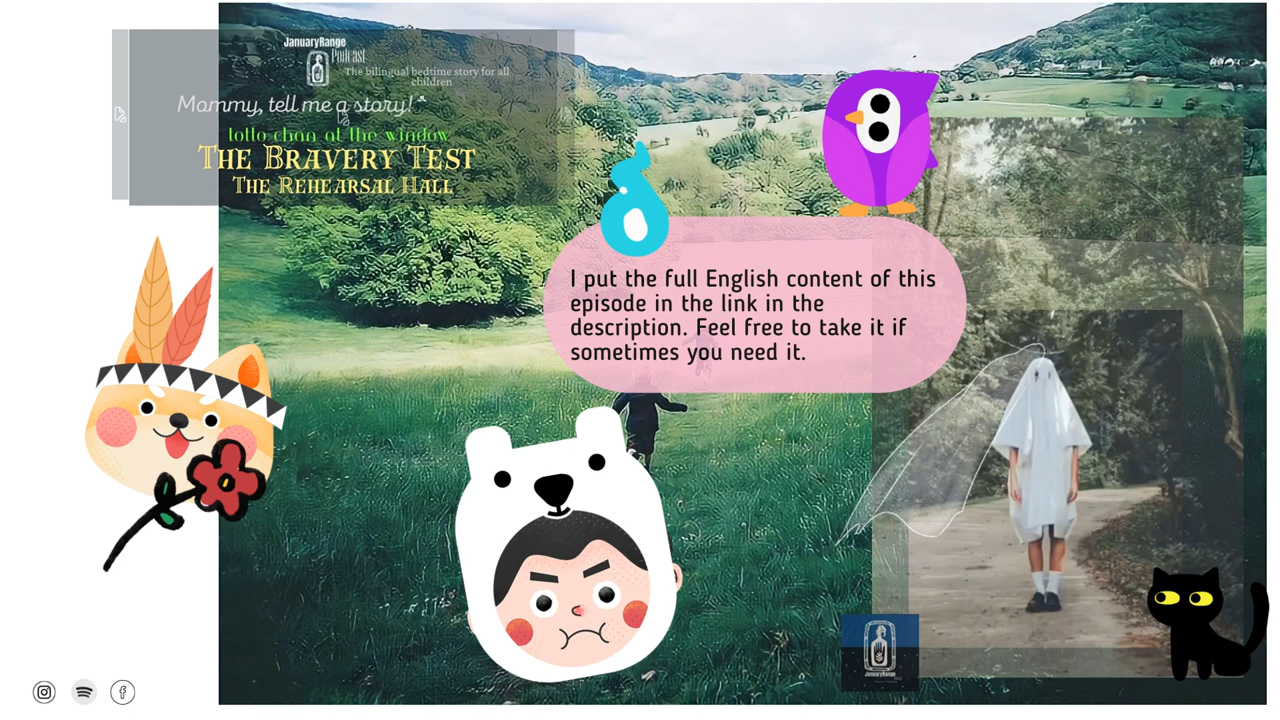 JanuaryRange
Podcast
The bilingual bedtime story for all
children
Mommy, tell me a story!
totto chan at the window
THE BRAVERY TEST
THE REHEARSAL HALL
I put the full English content of this
episode in the link in the
description. Feel free to take it if
sometimes you need it.
JanuaryRange